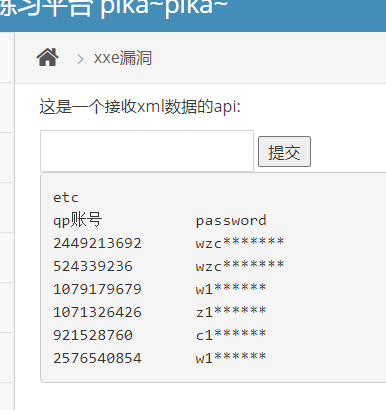 练习平台 pika~pika~
xxe漏洞
这是一个接收xml数据的api:
提交
etc
qp账号 password
2449213692 wzc*******
524339236 wzc*******
1079179679 w1******
1071326426 z1******
921528760 c1******
2576540854 w1******